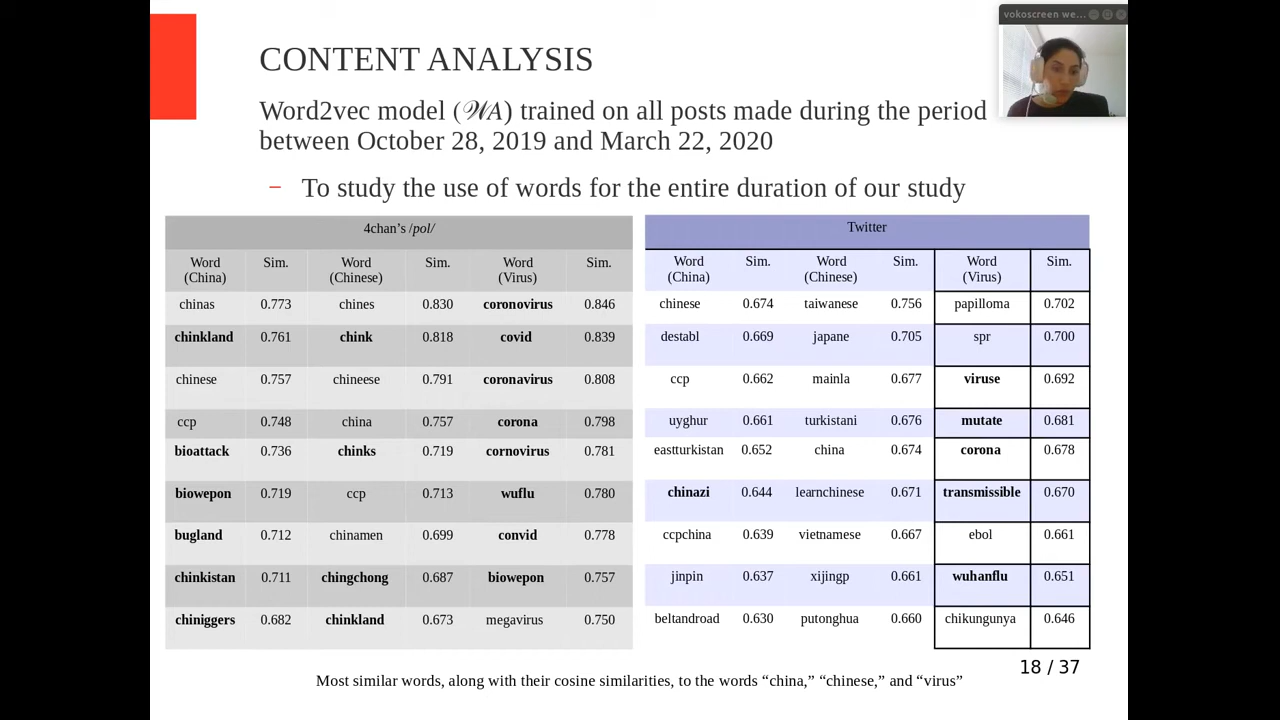 vokoscreen we...
CONTENT ANALYSIS
Word2vec model (𝒲A) trained on all posts made during the period
between October 28, 2019 and March 22, 2020
– To study the use of words for the entire duration of our study
4chan's /pol/
Word (China) Sim. Word (Chinese) Sim. Word (Virus) Sim.
chinas 0.773 chines 0.830 coronovirus 0.846
chinkland 0.761 chink 0.818 covid 0.839
chinese 0.757 chineese 0.791 coronavirus 0.808
ccp 0.748 china 0.757 corona 0.798
bioattack 0.736 chinks 0.719 cornovirus 0.781
biowepon 0.719 ccp 0.713 wuflu 0.780
bugland 0.712 chinamen 0.699 convid 0.778
chinkistan 0.711 chingchong 0.687 biowepon 0.757
chiniggers 0.682 chinkland 0.673 megavirus 0.750
Twitter
Word (China) Sim. Word (Chinese) Sim. Word (Virus) Sim.
chinese 0.674 taiwanese 0.756 papilloma 0.702
destabl 0.669 japane 0.705 spr 0.700
ccp 0.662 mainla 0.677 viruse 0.692
uyghur 0.661 turkistani 0.676 mutate 0.681
eastturkistan 0.652 china 0.674 corona 0.678
chinazi 0.644 learnchinese 0.671 transmissible 0.670
ccpchina 0.639 vietnamese 0.667 ebol 0.661
jinpin 0.637 xijingp 0.661 wuhanflu 0.651
beltandroad 0.630 putonghua 0.660 chikungunya 0.646
18 / 37
Most similar words, along with their cosine similarities, to the words “china,” “chinese,” and “virus”